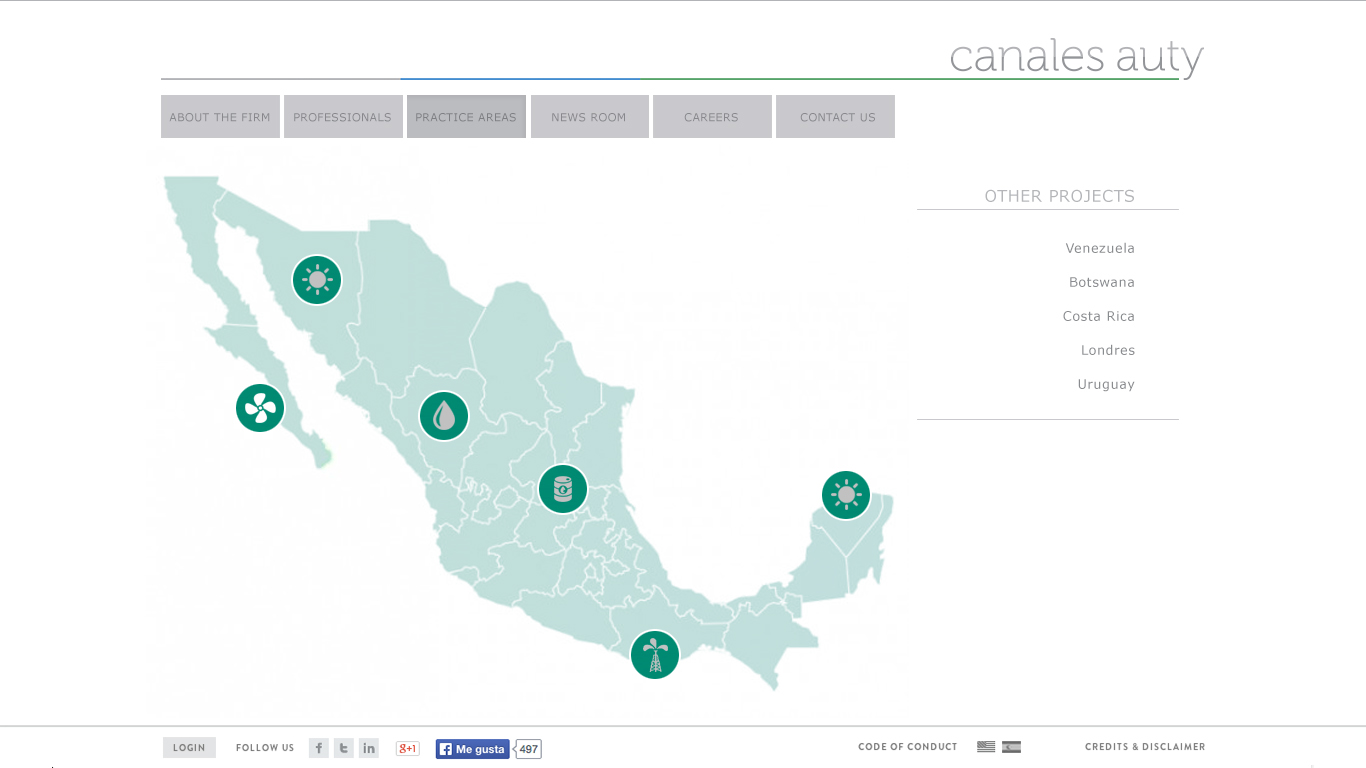 canales auty
ABOUT THE FIRM PROFESSIONALS PRACTICE AREAS NEWS ROOM CAREERS CONTACT US
OTHER PROJECTS
Venezuela
Botswana
Costa Rica
Londres
Uruguay
LOGIN FOLLOW US f t in g+1 f Me gusta 497 CODE OF CONDUCT CREDITS & DISCLAIMER